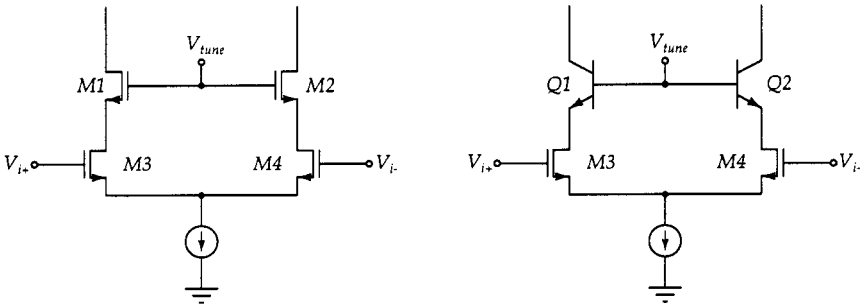 V_tune
M1
M2
V_i+
M3
M4
V_i-
V_tune
Q1
Q2
V_i+
M3
M4
V_i-